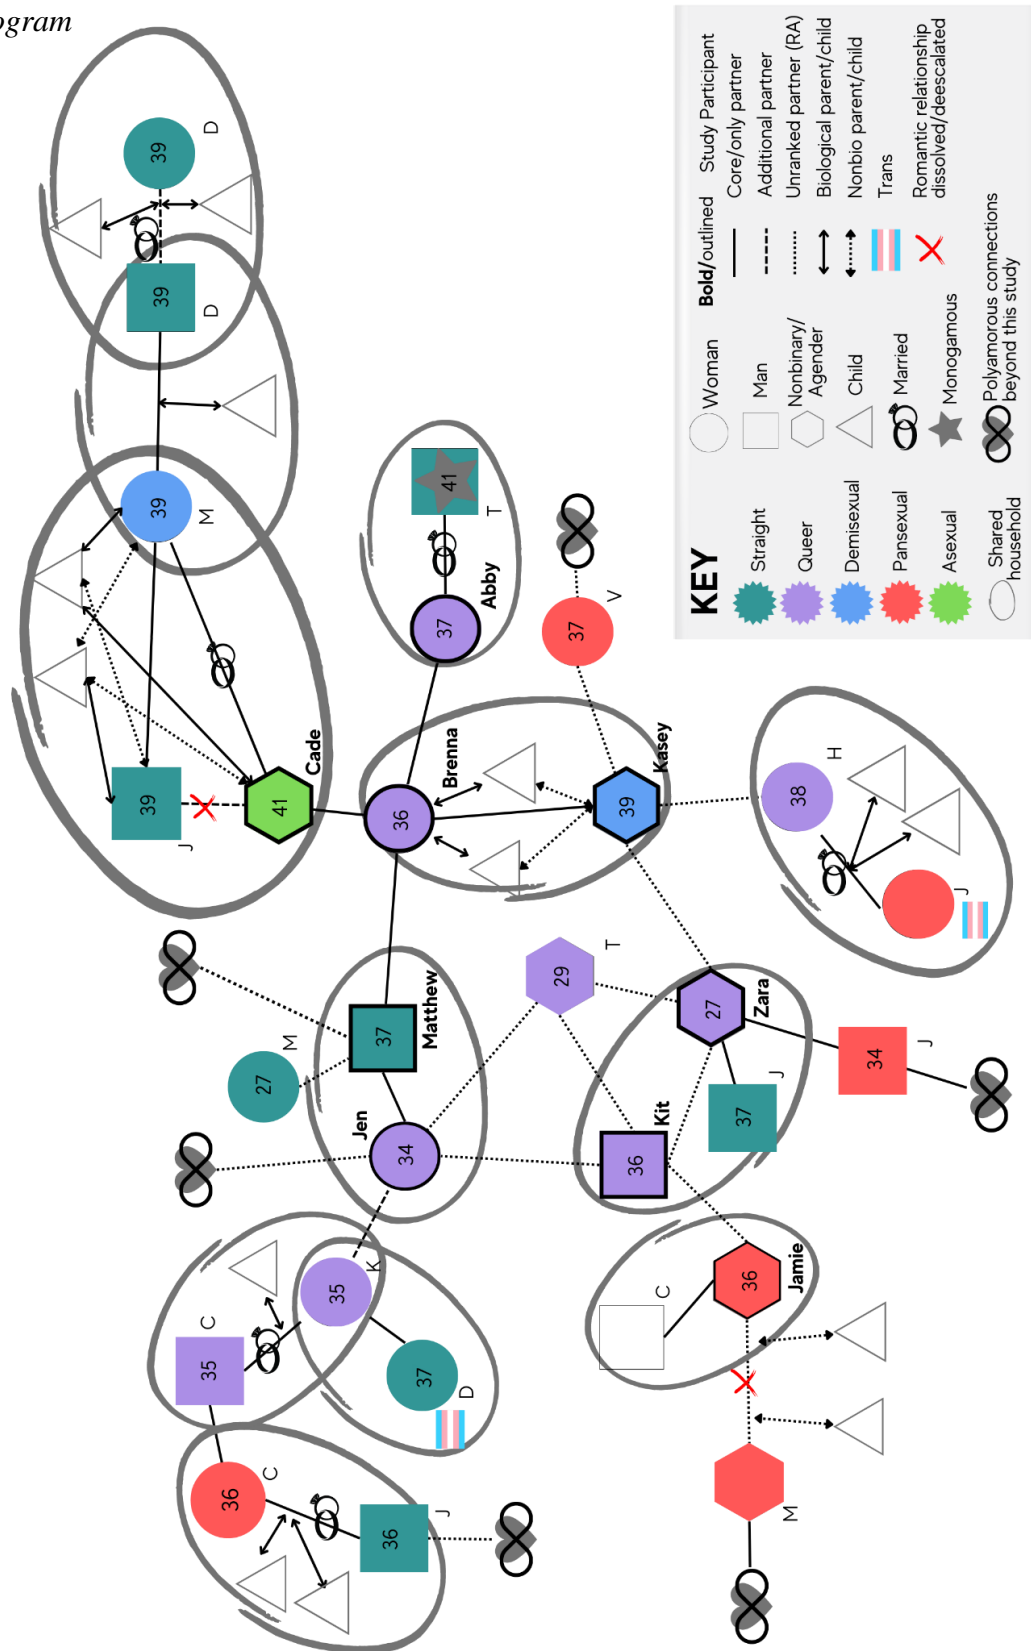 ogram
39
D
39
D
39
M
39
J
41
Cade
36
Brenna
37
Abby
41
T
37
V
39
Kasey
38
H
J
37
Matthew
27
M
34
Jen
29
T
27
Zara
37
J
36
Kit
34
J
35
K
35
C
37
D
36
C
36
J
C
36
Jamie
M
KEY
Straight
Queer
Demisexual
Pansexual
Asexual
Shared
household
Woman
Man
Nonbinary/
Agender
Child
Married
Monogamous
Polyamorous connections
beyond this study
Bold/outlined Study Participant
Core/only partner
Additional partner
Unranked partner (RA)
Biological parent/child
Nonbio parent/child
Trans
Romantic relationship
dissolved/deescalated